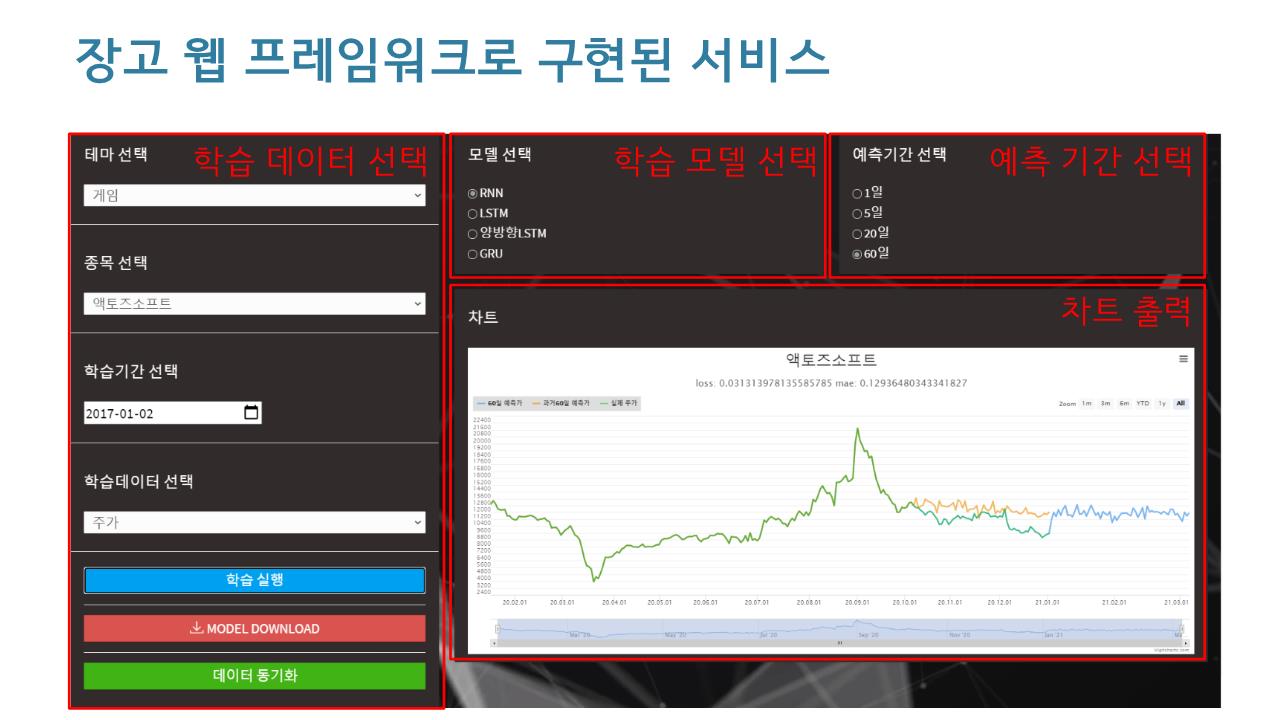 장고 웹 프레임워크로 구현된 서비스
테마 선택
학습 데이터 선택
게임
종목 선택
액토즈소프트
학습기간 선택
2017-01-02
학습데이터 선택
주가
학습 실행
MODEL DOWNLOAD
데이터 동기화
모델 선택
학습 모델 선택
RNN
LSTM
양방향LSTM
GRU
예측기간 선택
예측 기간 선택
1일
5일
20일
60일
차트
차트 출력
액토즈소프트
loss: 0.031313978135585785 mae: 0.12936480343341827
60일 예측가 과거60일 예측가 실제 주가
Zoom 1m 3m 6m YTD 1y All
22400
21600
20800
20000
19200
18400
17600
16800
16000
15200
14400
13600
12800
12000
11200
10400
9600
8800
8000
7200
6400
5600
4800
4000
3200
2400
20.02.01 20.03.01 20.04.01 20.05.01 20.06.01 20.07.01 20.08.01 20.09.01 20.10.01 20.11.01 20.12.01 21.01.01 21.02.01 21.03.01
Mar '20 May '20 Jul '20 Sep '20 Nov '20 Jan '21
Highcharts.com